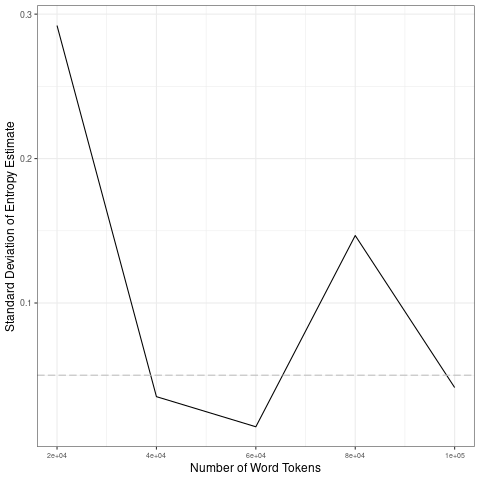 Standard Deviation of Entropy Estimate
0.3
0.2
0.1
2e+04 4e+04 6e+04 8e+04 1e+05
Number of Word Tokens